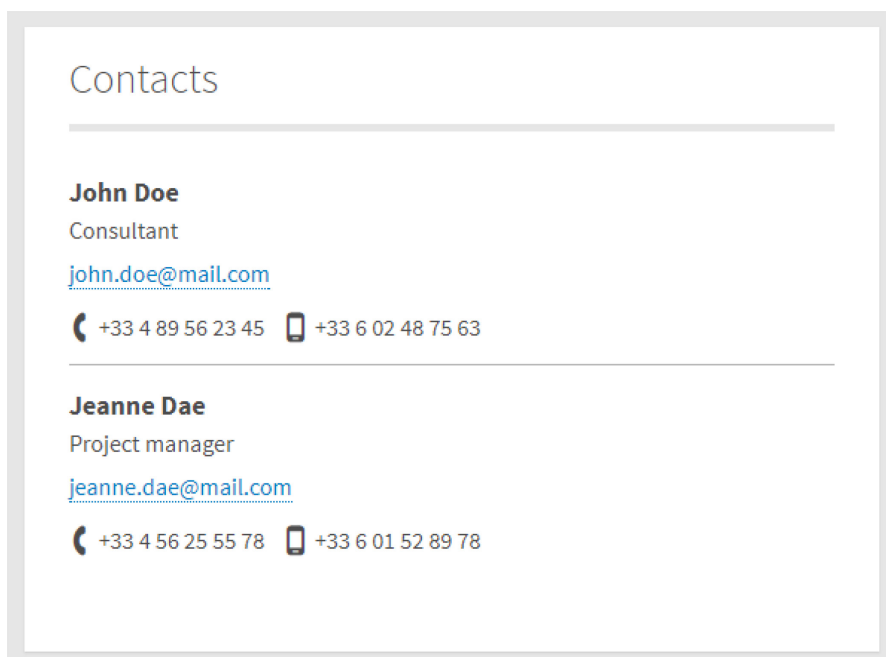 Contacts
John Doe
Consultant
john.doe@mail.com
+33 4 89 56 23 45 +33 6 02 48 75 63
Jeanne Dae
Project manager
jeanne.dae@mail.com
+33 4 56 25 55 78 +33 6 01 52 89 78